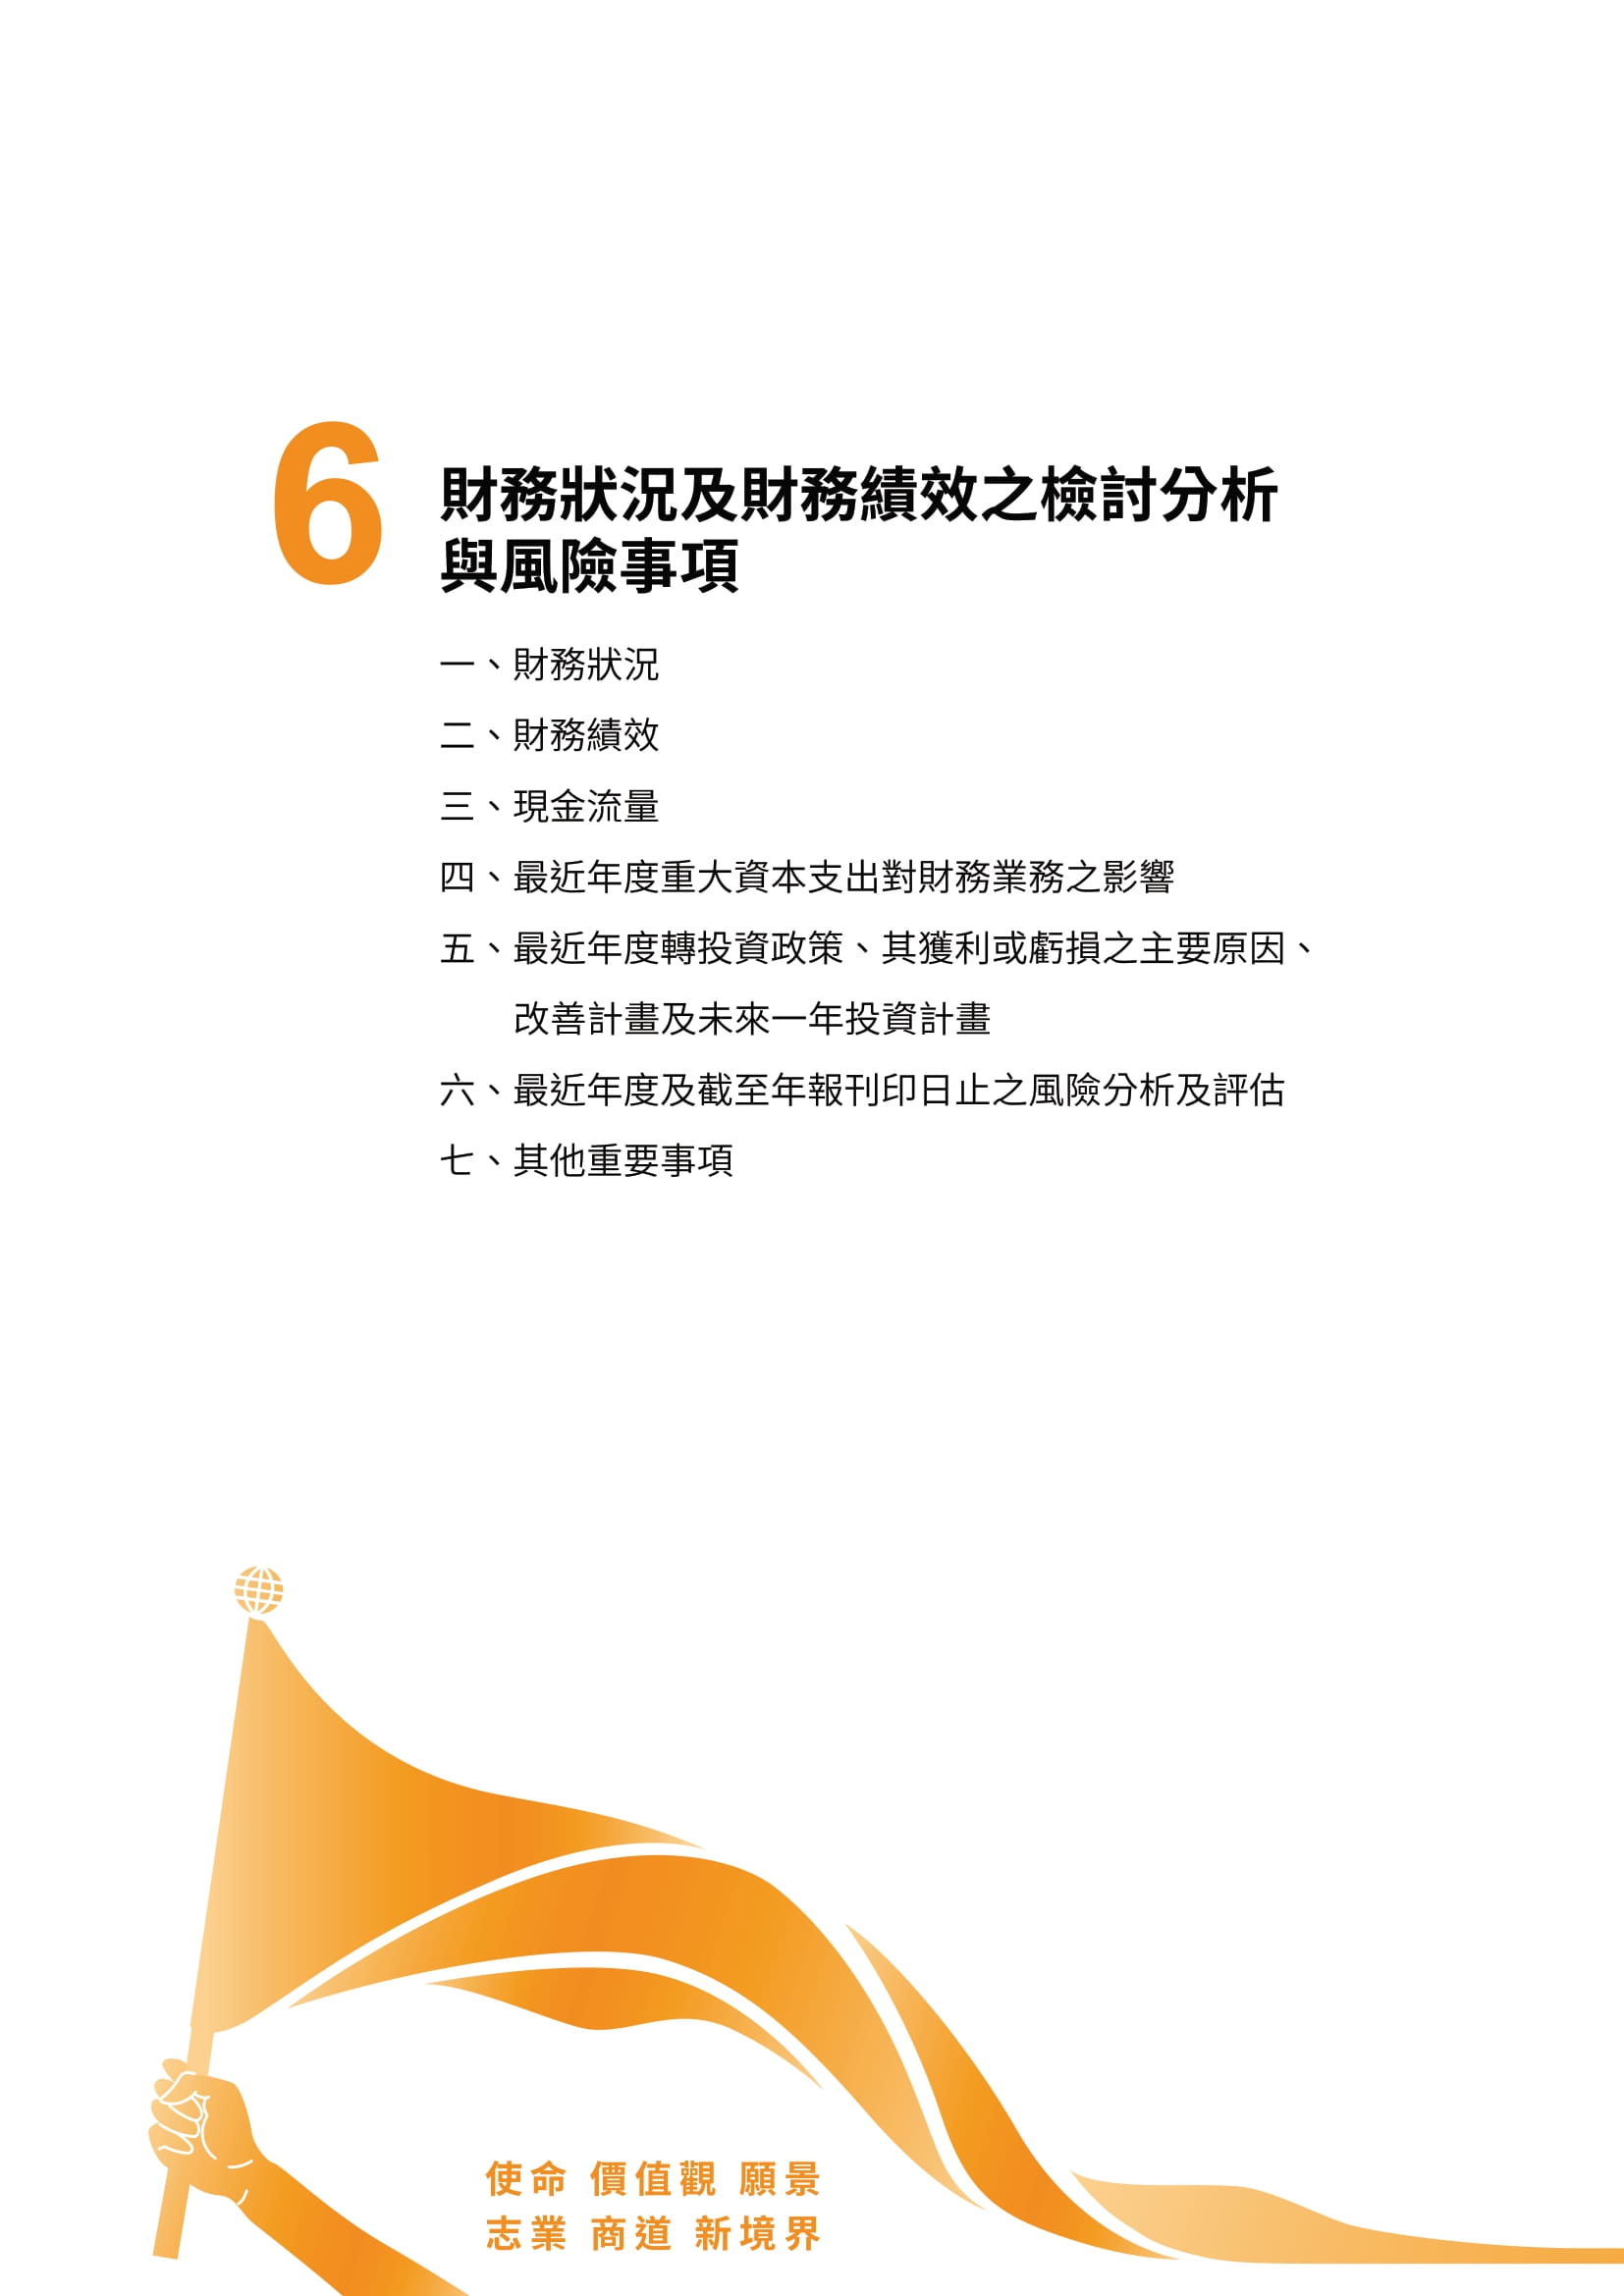 6
財務狀況及財務績效之檢討分析
與風險事項
一、財務狀況
二、財務績效
三、現金流量
四、最近年度重大資本支出對財務業務之影響
五、最近年度轉投資政策、其獲利或虧損之主要原因、
改善計畫及未來一年投資計畫
六、最近年度及截至年報刊印日止之風險分析及評估
七、其他重要事項
使命 價值觀 願景
志業 商道 新境界